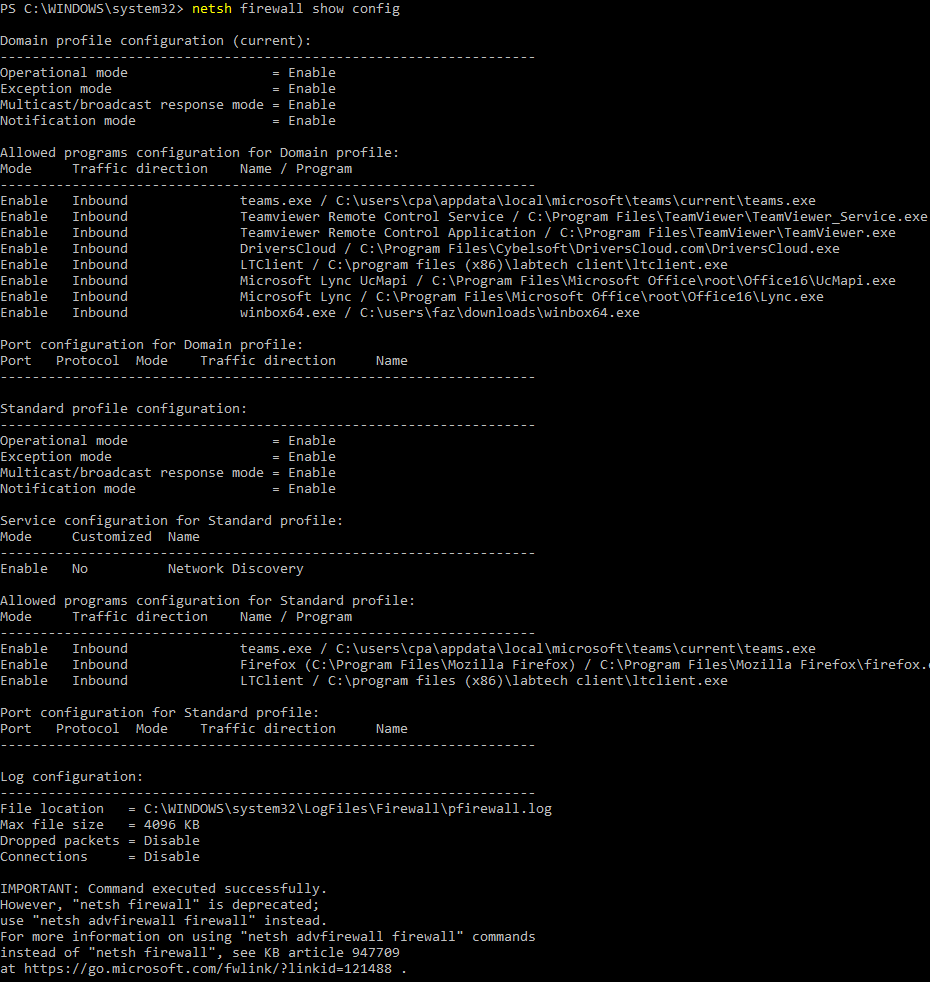 PS C:\WINDOWS\system32> netsh firewall show config

Domain profile configuration (current):
-------------------------------------------------------------------
Operational mode                  = Enable
Exception mode                    = Enable
Multicast/broadcast response mode = Enable
Notification mode                 = Enable

Allowed programs configuration for Domain profile:
Mode     Traffic direction    Name / Program
-------------------------------------------------------------------
Enable   Inbound              teams.exe / C:\users\cpa\appdata\local\microsoft\teams\current\teams.exe
Enable   Inbound              Teamviewer Remote Control Service / C:\Program Files\TeamViewer\TeamViewer_Service.exe
Enable   Inbound              Teamviewer Remote Control Application / C:\Program Files\TeamViewer\TeamViewer.exe
Enable   Inbound              DriversCloud / C:\Program Files\Cybelsoft\DriversCloud.com\DriversCloud.exe
Enable   Inbound              LTClient / C:\program files (x86)\labtech client\ltclient.exe
Enable   Inbound              Microsoft Lync UcMapi / C:\Program Files\Microsoft Office\root\Office16\UcMapi.exe
Enable   Inbound              Microsoft Lync / C:\Program Files\Microsoft Office\root\Office16\Lync.exe
Enable   Inbound              winbox64.exe / C:\users\faz\downloads\winbox64.exe

Port configuration for Domain profile:
Port   Protocol  Mode    Traffic direction     Name
-------------------------------------------------------------------

Standard profile configuration:
-------------------------------------------------------------------
Operational mode                  = Enable
Exception mode                    = Enable
Multicast/broadcast response mode = Enable
Notification mode                 = Enable

Service configuration for Standard profile:
Mode     Customized  Name
-------------------------------------------------------------------
Enable   No          Network Discovery

Allowed programs configuration for Standard profile:
Mode     Traffic direction    Name / Program
-------------------------------------------------------------------
Enable   Inbound              teams.exe / C:\users\cpa\appdata\local\microsoft\teams\current\teams.exe
Enable   Inbound              Firefox (C:\Program Files\Mozilla Firefox) / C:\Program Files\Mozilla Firefox\firefox.
Enable   Inbound              LTClient / C:\program files (x86)\labtech client\ltclient.exe

Port configuration for Standard profile:
Port   Protocol  Mode    Traffic direction     Name
-------------------------------------------------------------------

Log configuration:
-------------------------------------------------------------------
File location   = C:\WINDOWS\system32\LogFiles\Firewall\pfirewall.log
Max file size   = 4096 KB
Dropped packets = Disable
Connections     = Disable

IMPORTANT: Command executed successfully.
However, "netsh firewall" is deprecated;
use "netsh advfirewall firewall" instead.
For more information on using "netsh advfirewall firewall" commands
instead of "netsh firewall", see KB article 947709
at https://go.microsoft.com/fwlink/?linkid=121488 .